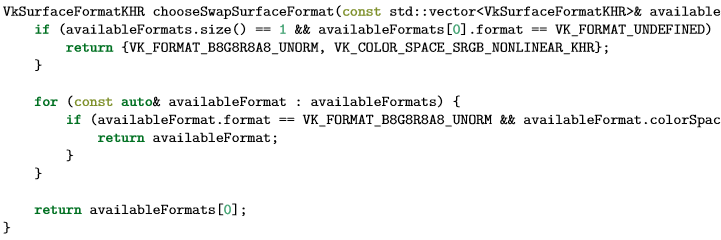 VkSurfaceFormatKHR chooseSwapSurfaceFormat(const std::vector<VkSurfaceFormatKHR>& available
    if (availableFormats.size() == 1 && availableFormats[0].format == VK_FORMAT_UNDEFINED)
        return {VK_FORMAT_B8G8R8A8_UNORM, VK_COLOR_SPACE_SRGB_NONLINEAR_KHR};
    }
    for (const auto& availableFormat : availableFormats) {
        if (availableFormat.format == VK_FORMAT_B8G8R8A8_UNORM && availableFormat.colorSpac
            return availableFormat;
        }
    }
    return availableFormats[0];
}